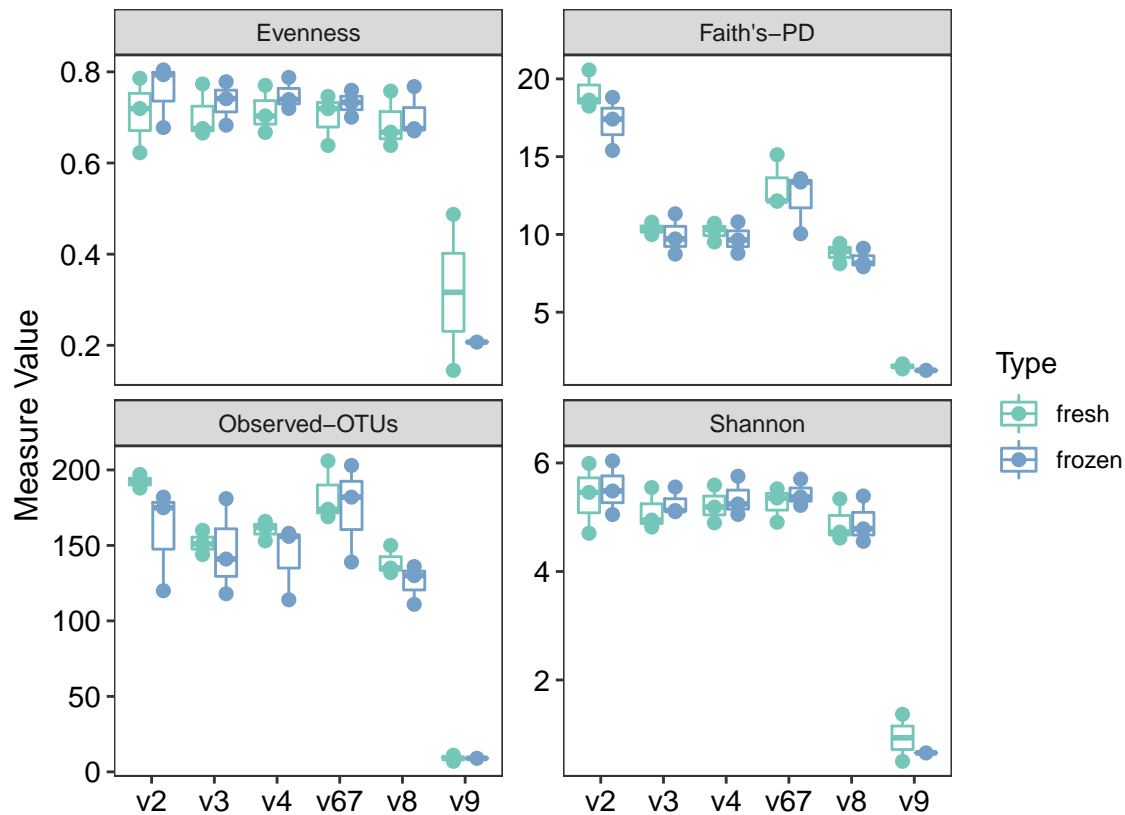 Evenness
Faith's−PD
0.8
0.6
0.4
0.2
20
15
10
5
Measure Value
Type
fresh
frozen
Observed−OTUs
Shannon
200
150
100
50
0
6
4
2
v2 v3 v4 v67 v8 v9
v2 v3 v4 v67 v8 v9